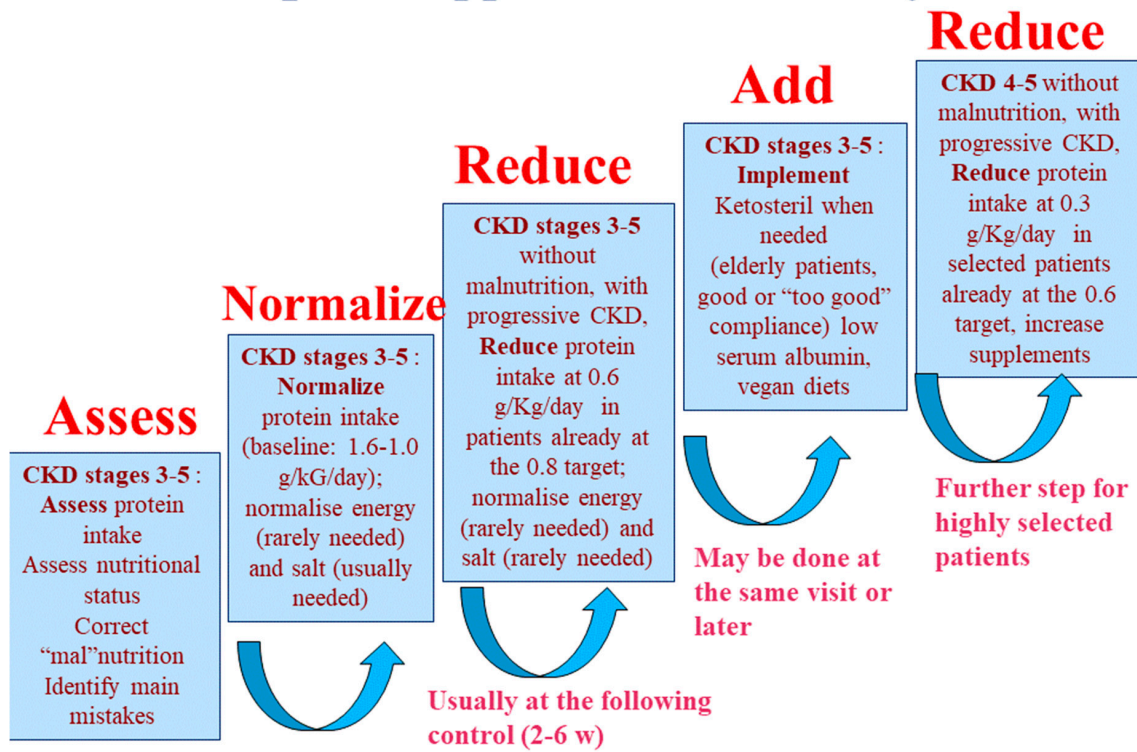 Assess
CKD stages 3-5 :
Assess protein
intake
Assess nutritional
status
Correct
“mal”nutrition
Identify main
mistakes
Normalize
CKD stages 3-5 :
Normalize
protein intake
(baseline: 1.6-1.0
g/kG/day);
normalise energy
(rarely needed)
and salt (usually
needed)
Reduce
CKD stages 3-5
without
malnutrition, with
progressive CKD,
Reduce protein
intake at 0.6
g/Kg/day in
patients already at
the 0.8 target;
normalise energy
(rarely needed) and
salt (rarely needed)
Usually at the following
control (2-6 w)
Add
CKD stages 3-5 :
Implement
Ketosteril when
needed
(elderly patients,
good or “too good”
compliance) low
serum albumin,
vegan diets
May be done at
the same visit or
later
Reduce
CKD 4-5 without
malnutrition, with
progressive CKD,
Reduce protein
intake at 0.3
g/Kg/day in
selected patients
already at the 0.6
target, increase
supplements
Further step for
highly selected
patients